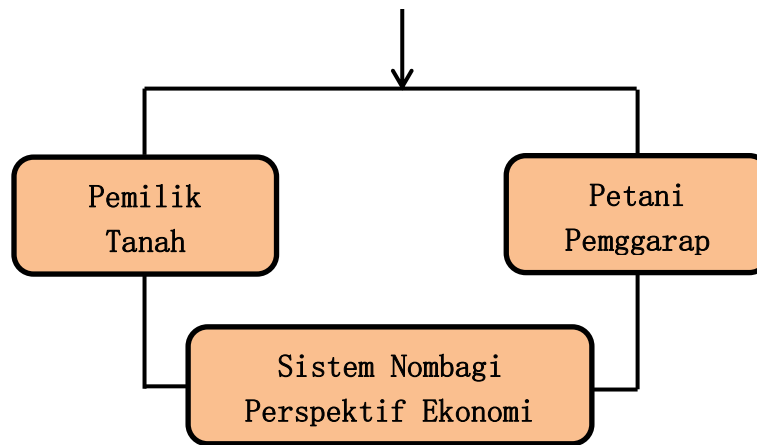 Pemilik
Tanah
Petani
Pemggarap
Sistem Nombagi
Perspektif Ekonomi